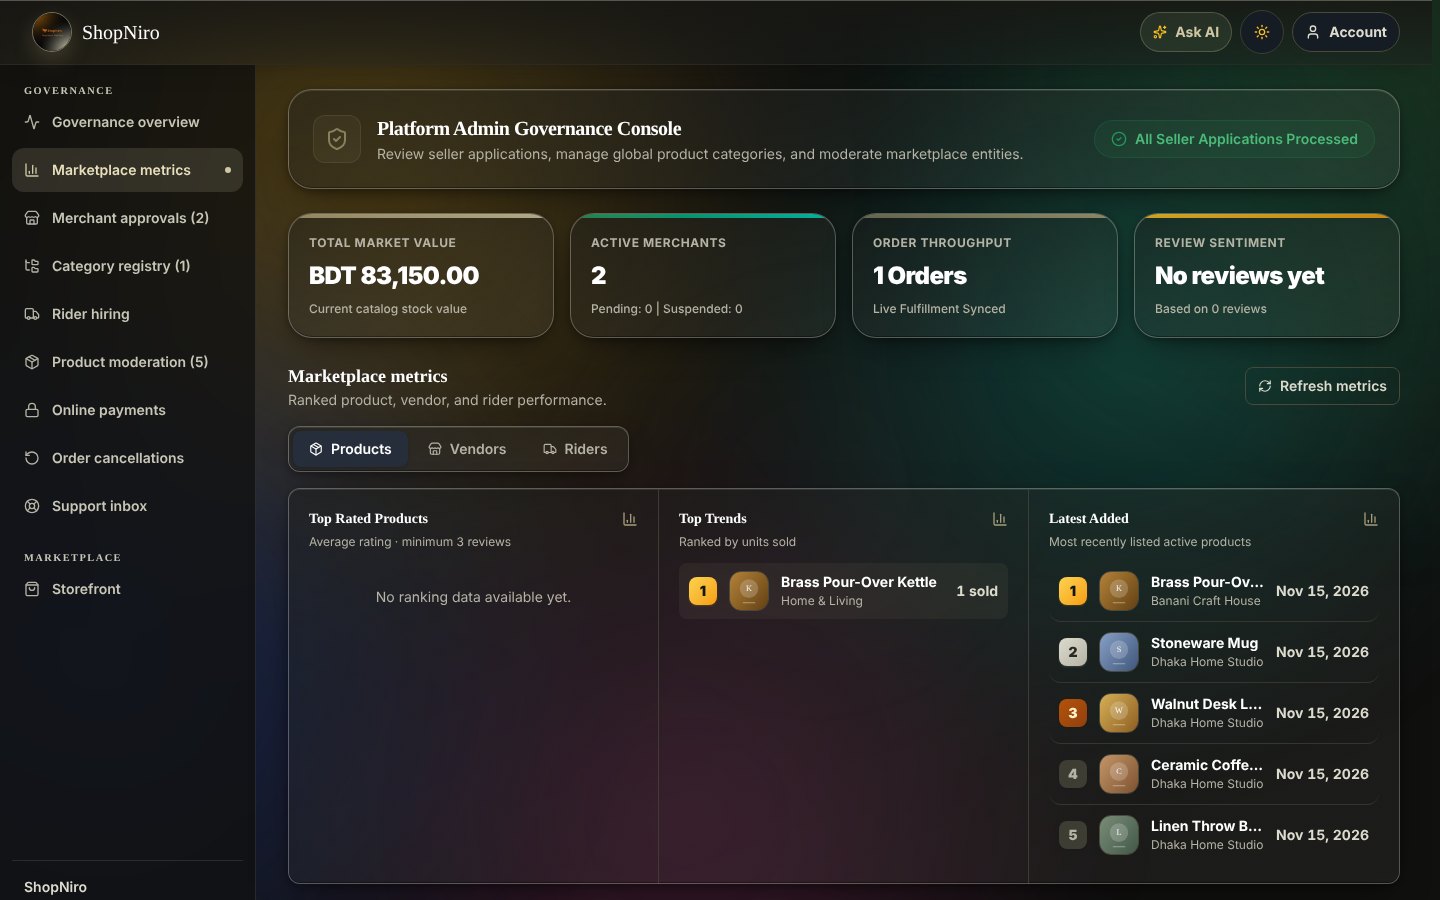 ShopNiro
Ask AI
Account
GOVERNANCE
Governance overview
Marketplace metrics
Merchant approvals (2)
Category registry (1)
Rider hiring
Product moderation (5)
Online payments
Order cancellations
Support inbox
MARKETPLACE
Storefront
ShopNiro
Platform Admin Governance Console
Review seller applications, manage global product categories, and moderate marketplace entities.
All Seller Applications Processed
TOTAL MARKET VALUE
BDT 83,150.00
Current catalog stock value
ACTIVE MERCHANTS
2
Pending: 0 | Suspended: 0
ORDER THROUGHPUT
1 Orders
Live Fulfillment Synced
REVIEW SENTIMENT
No reviews yet
Based on 0 reviews
Marketplace metrics
Ranked product, vendor, and rider performance.
Refresh metrics
Products
Vendors
Riders
Top Rated Products
Average rating · minimum 3 reviews
No ranking data available yet.
Top Trends
Ranked by units sold
1
K
Brass Pour-Over Kettle
Home & Living
1 sold
Latest Added
Most recently listed active products
1
K
Brass Pour-Ov...
Banani Craft House
Nov 15, 2026
2
S
Stoneware Mug
Dhaka Home Studio
Nov 15, 2026
3
W
Walnut Desk L...
Dhaka Home Studio
Nov 15, 2026
4
C
Ceramic Coffe...
Dhaka Home Studio
Nov 15, 2026
5
L
Linen Throw B...
Dhaka Home Studio
Nov 15, 2026